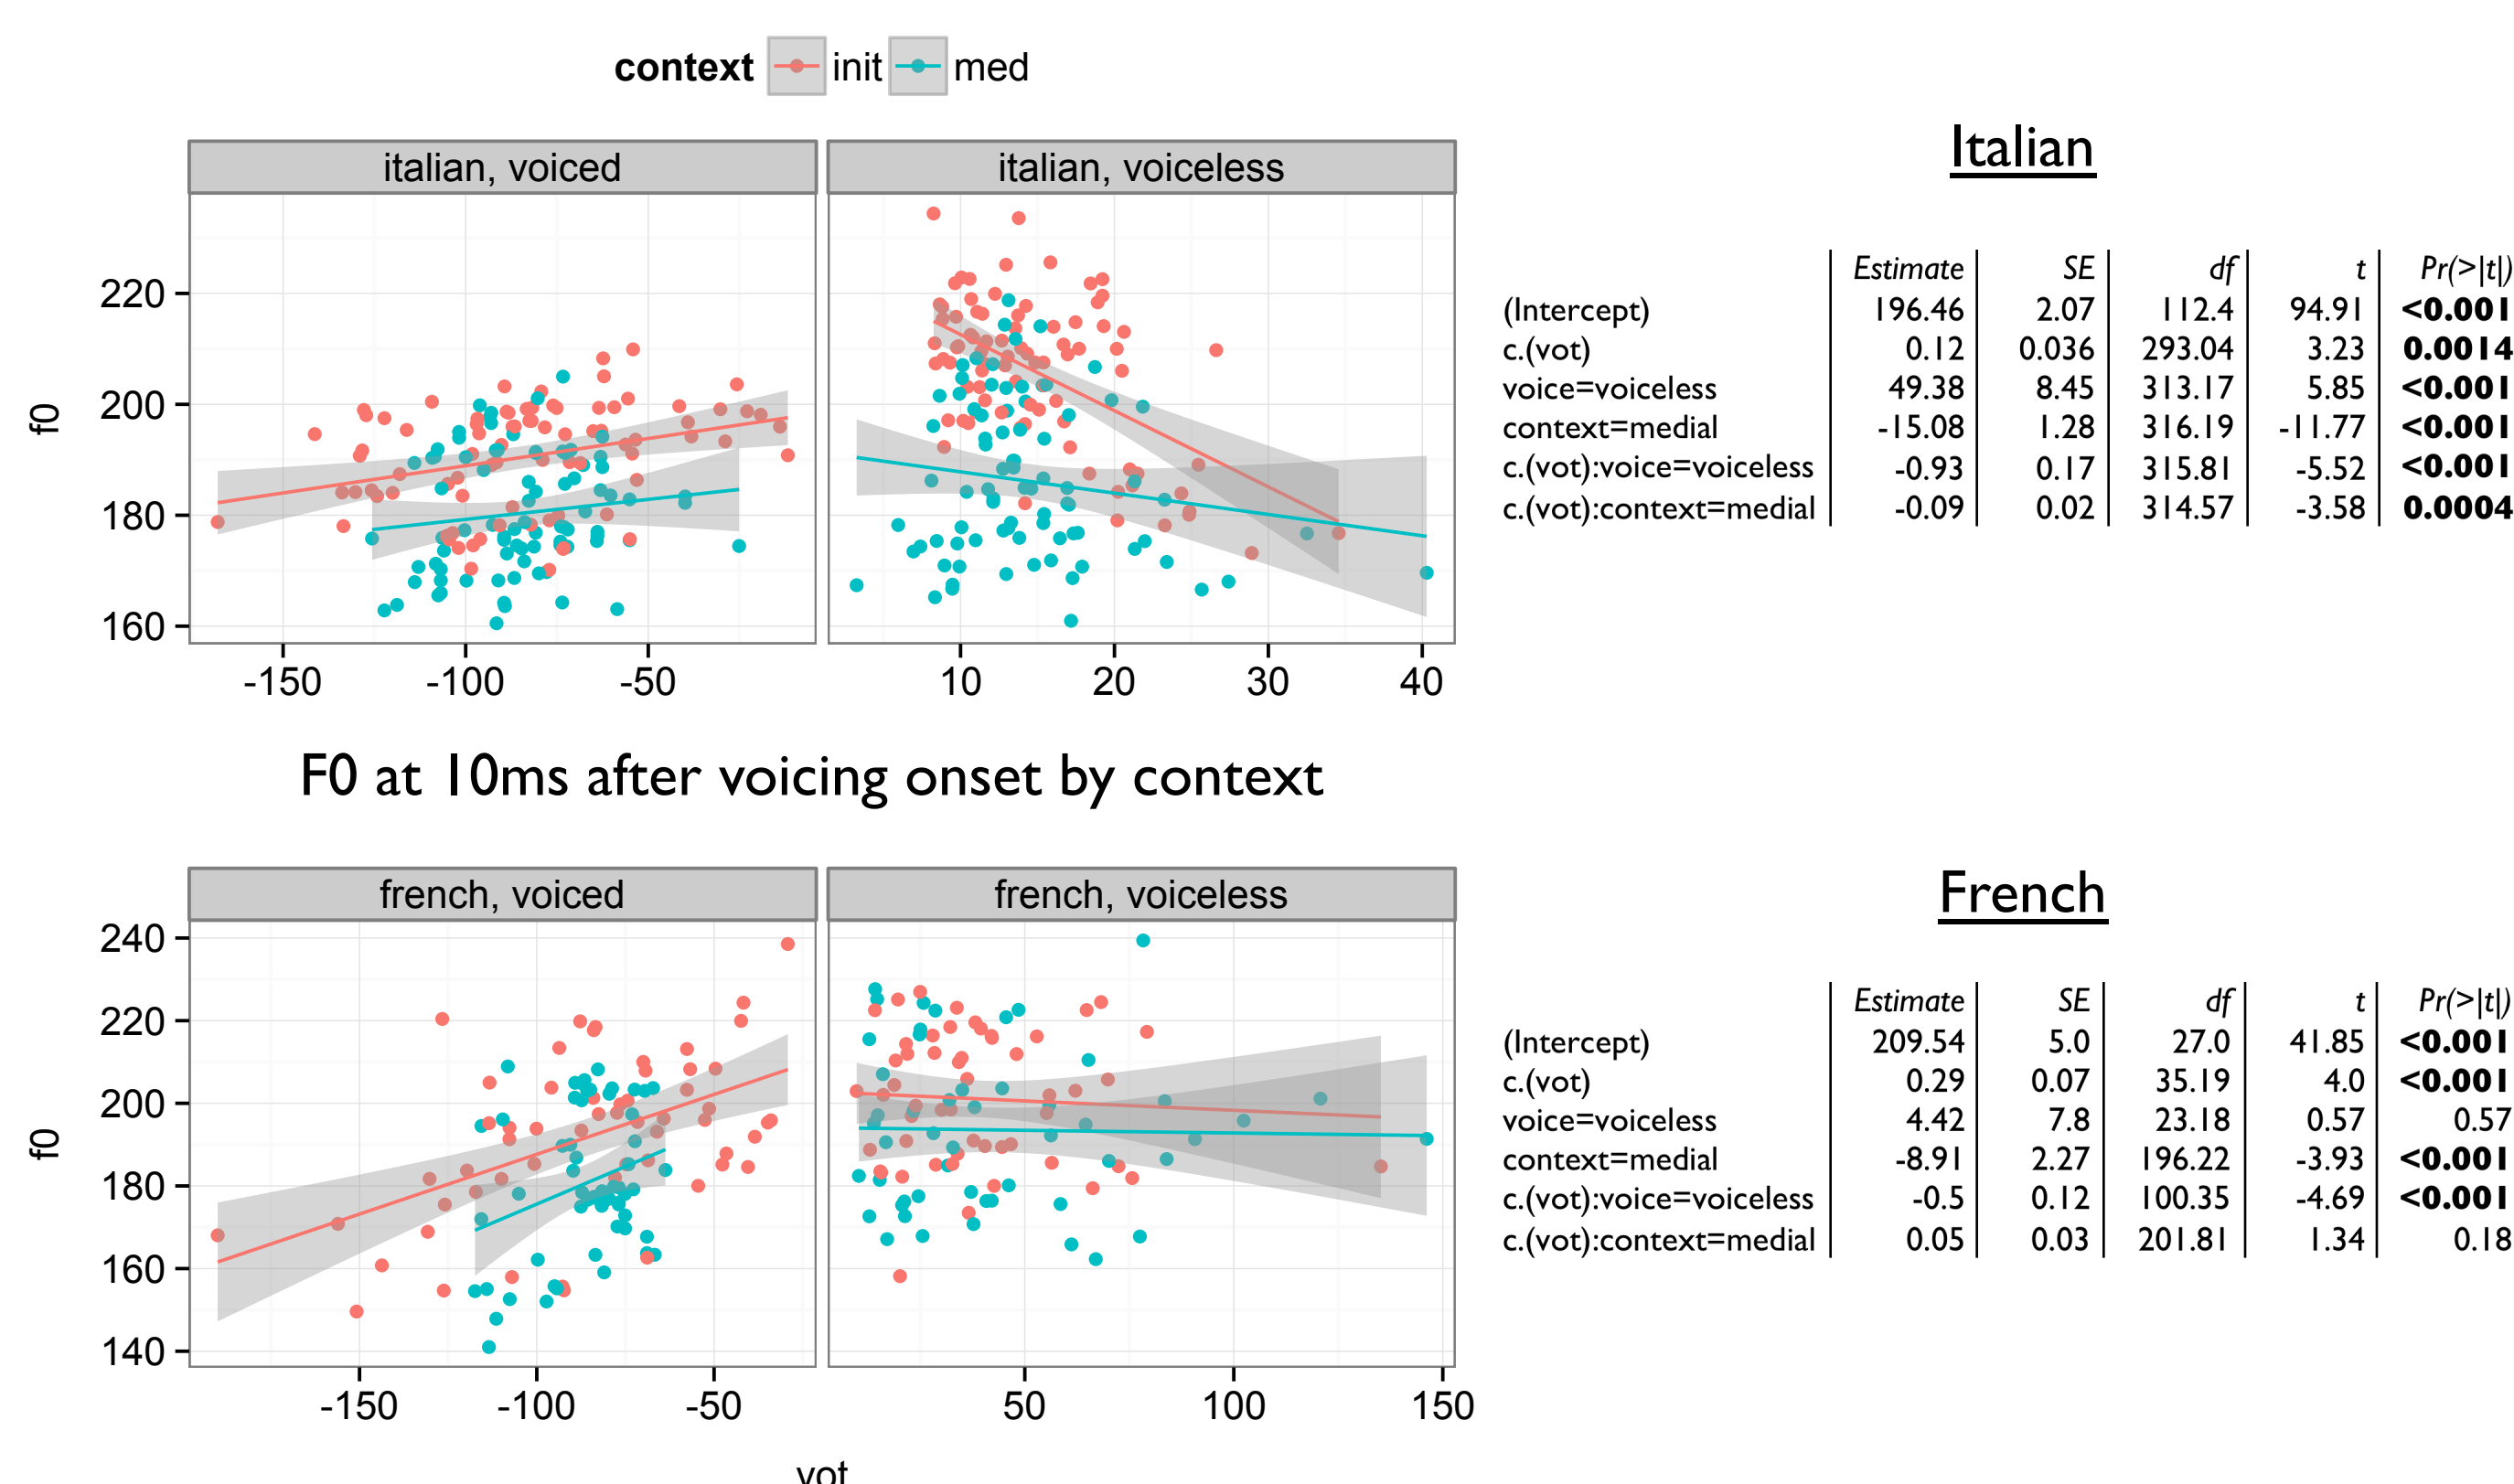 context init med
italian, voiced
italian, voiceless
f0
220
200
180
160
-150 -100 -50
10 20 30 40
Italian
Estimate SE df t Pr(>|t|)
(Intercept) 196.46 2.07 112.4 94.91 <0.001
c.(vot) 0.12 0.036 293.04 3.23 0.0014
voice=voiceless 49.38 8.45 313.17 5.85 <0.001
context=medial -15.08 1.28 316.19 -11.77 <0.001
c.(vot):voice=voiceless -0.93 0.17 315.81 -5.52 <0.001
c.(vot):context=medial -0.09 0.02 314.57 -3.58 0.0004
F0 at 10ms after voicing onset by context
french, voiced
french, voiceless
f0
240
220
200
180
160
140
-150 -100 -50
50 100 150
vot
French
Estimate SE df t Pr(>|t|)
(Intercept) 209.54 5.0 27.0 41.85 <0.001
c.(vot) 0.29 0.07 35.19 4.0 <0.001
voice=voiceless 4.42 7.8 23.18 0.57 0.57
context=medial -8.91 2.27 196.22 -3.93 <0.001
c.(vot):voice=voiceless -0.5 0.12 100.35 -4.69 <0.001
c.(vot):context=medial 0.05 0.03 201.81 1.34 0.18